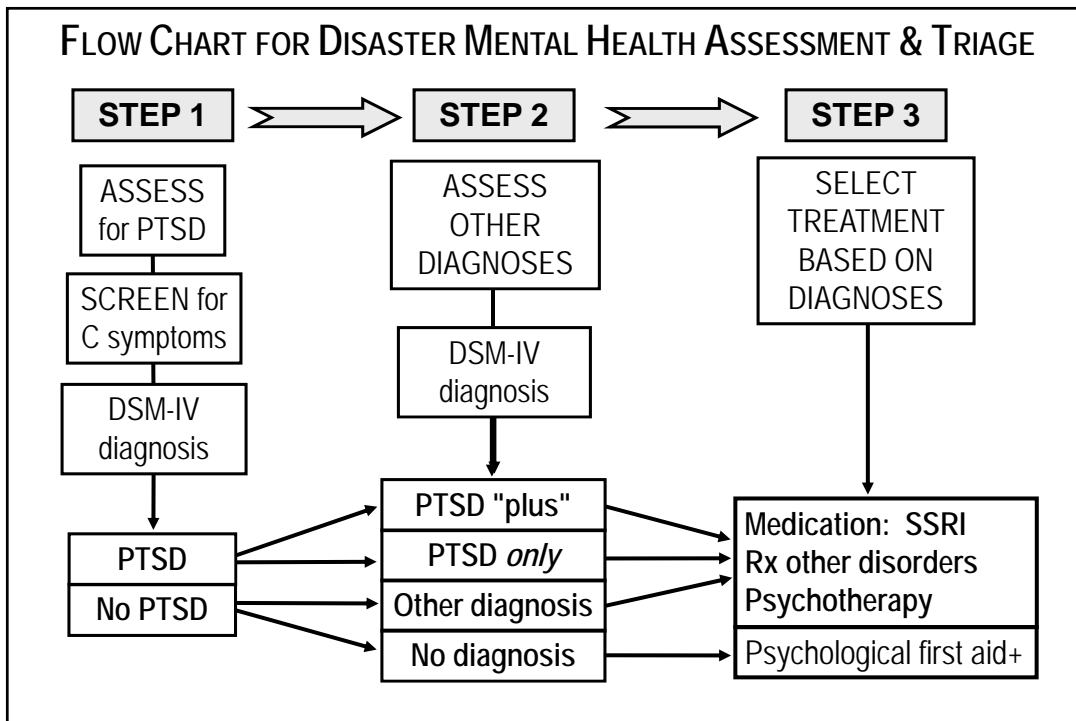 FLOW CHART FOR DISASTER MENTAL HEALTH ASSESSMENT & TRIAGE
STEP 1
STEP 2
STEP 3
ASSESS
for PTSD
SCREEN for
C symptoms
DSM-IV
diagnosis
PTSD
No PTSD
ASSESS
OTHER
DIAGNOSES
DSM-IV
diagnosis
PTSD "plus"
PTSD only
Other diagnosis
No diagnosis
SELECT
TREATMENT
BASED ON
DIAGNOSES
Medication: SSRI
Rx other disorders
Psychotherapy
Psychological first aid+